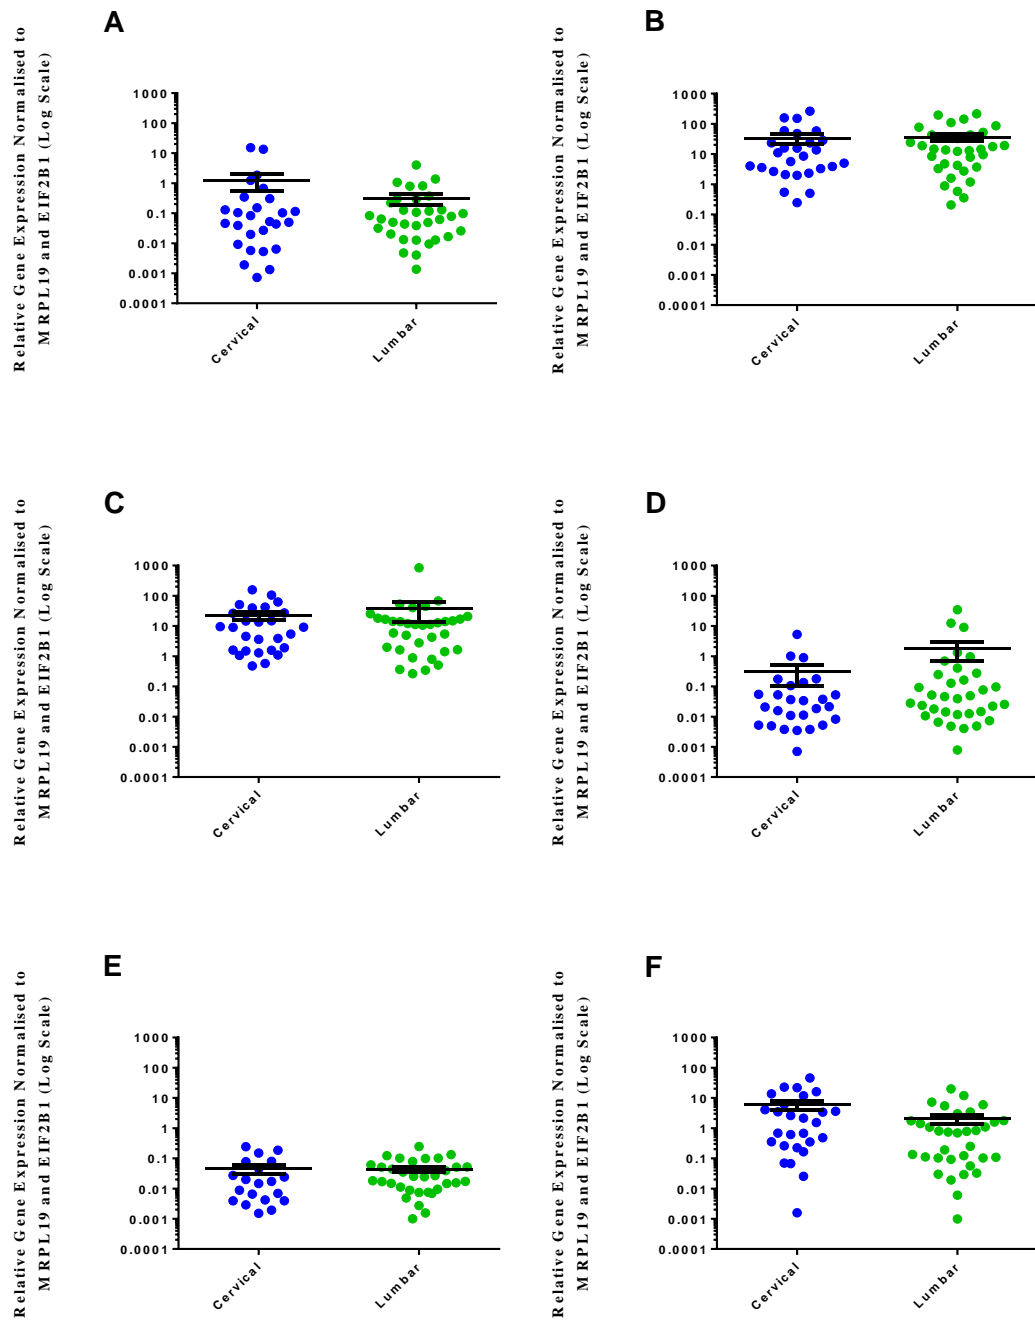 A
Relative Gene Expression Normalised to
MRPL19 and EIF2B1 (Log Scale)
1000
100
10
1
0.1
0.01
0.001
0.0001
Cervical
Lumbar
B
Relative Gene Expression Normalised to
MRPL19 and EIF2B1 (Log Scale)
1000
100
10
1
0.1
0.01
0.001
0.0001
Cervical
Lumbar
C
Relative Gene Expression Normalised to
MRPL19 and EIF2B1 (Log Scale)
1000
100
10
1
0.1
0.01
0.001
0.0001
Cervical
Lumbar
D
Relative Gene Expression Normalised to
MRPL19 and EIF2B1 (Log Scale)
1000
100
10
1
0.1
0.01
0.001
0.0001
Cervical
Lumbar
E
Relative Gene Expression Normalised to
MRPL19 and EIF2B1 (Log Scale)
1000
100
10
1
0.1
0.01
0.001
0.0001
Cervical
Lumbar
F
Relative Gene Expression Normalised to
MRPL19 and EIF2B1 (Log Scale)
1000
100
10
1
0.1
0.01
0.001
0.0001
Cervical
Lumbar